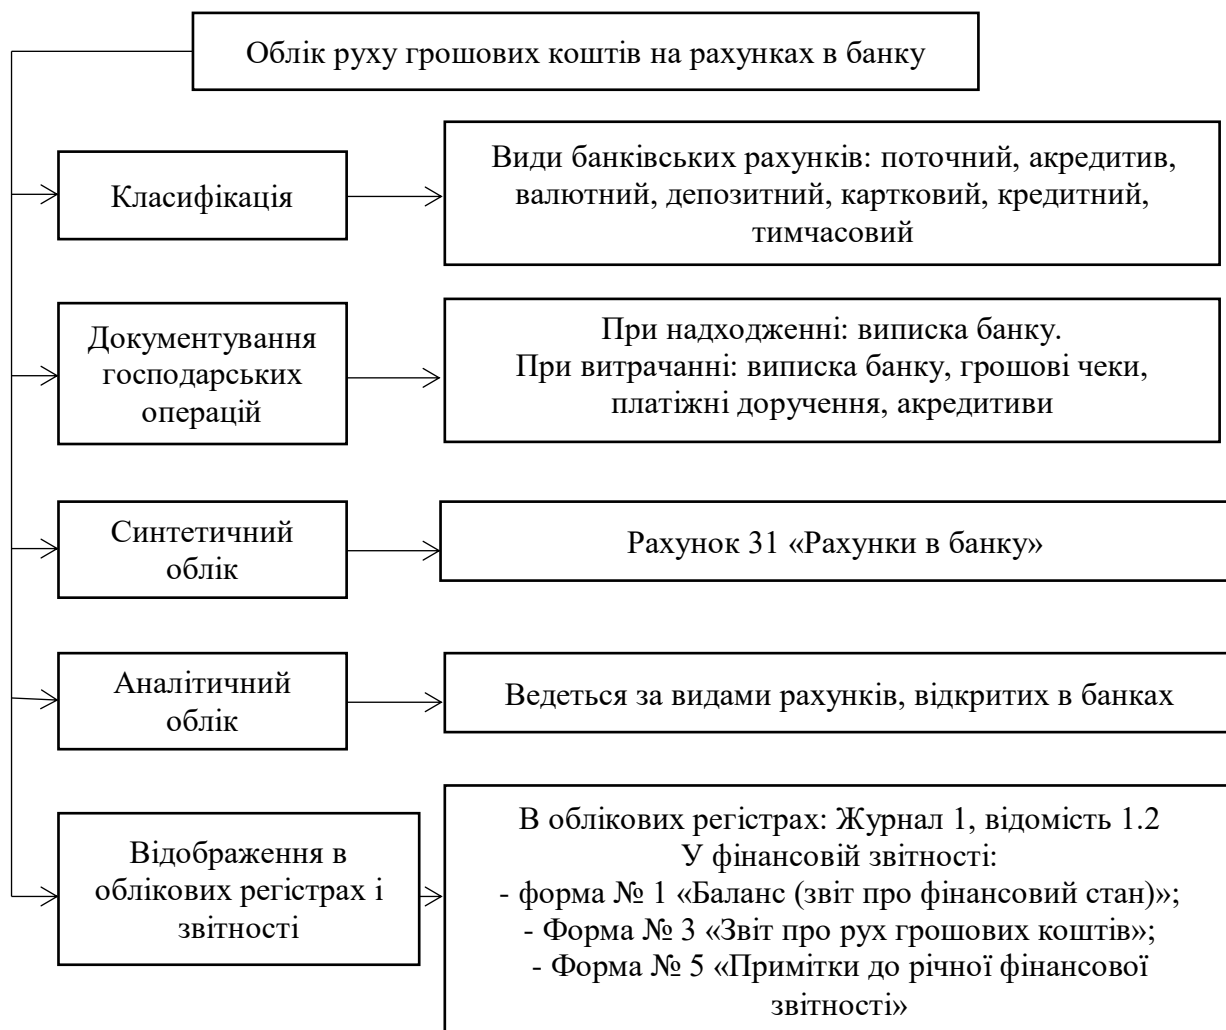 Облік руху грошових коштів на рахунках в банку
Класифікація
Види банківських рахунків: поточний, акредитив,
валютний, депозитний, картковий, кредитний,
тимчасовий
Документування
господарських
операцій
При надходженні: виписка банку.
При витрачанні: виписка банку, грошові чеки,
платіжні доручення, акредитиви
Синтетичний
облік
Рахунок 31 «Рахунки в банку»
Аналітичний
облік
Ведеться за видами рахунків, відкритих в банках
Відображення в
облікових регістрах і
звітності
В облікових регістрах: Журнал 1, відомість 1.2
У фінансовій звітності:
- форма № 1 «Баланс (звіт про фінансовий стан)»;
- Форма № 3 «Звіт про рух грошових коштів»;
- Форма № 5 «Примітки до річної фінансової
звітності»